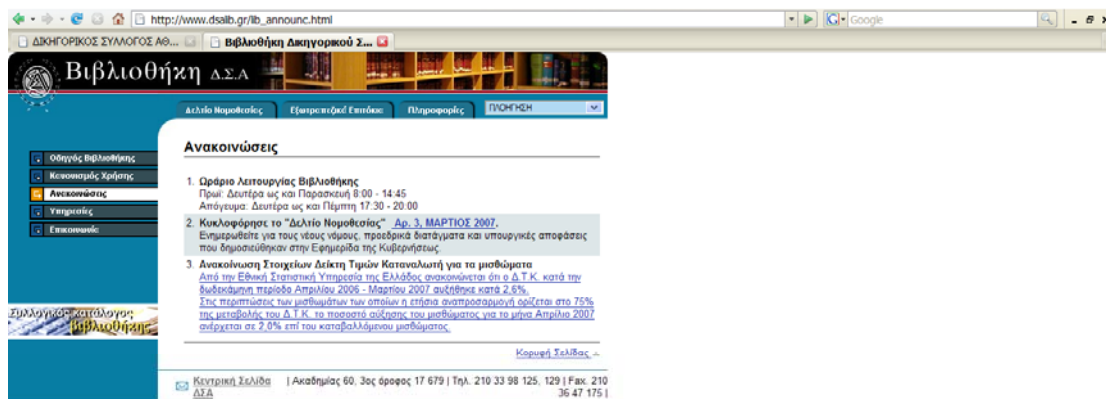 http://www.dsalb.gr/lib_announc.html
Google
ΔΙΚΗΓΟΡΙΚΟΣ ΣΥΛΛΟΓΟΣ ΑΘ...
Βιβλιοθήκη Δικηγορικού Σ...
Βιβλιοθήκη Δ.Σ.Α
Δελτίο Νομοθεσίας
Εξωτραπεζικά Επιτόκια
Πληροφορίες
ΠΛΟΗΓΗΣΗ
Οδηγός Βιβλιοθήκης
Κανονισμός Χρήσης
Ανακοινώσεις
Υπηρεσίες
Επικοινωνία
Συλλογικός κατάλογος
βιβλιοθήκης
Ανακοινώσεις
1. Ωράριο Λειτουργίας Βιβλιοθήκης
Πρωί: Δευτέρα ως και Παρασκευή 8:00 - 14:45
Απόγευμα: Δευτέρα ως και Πέμπτη 17:30 - 20:00
2. Κυκλοφόρησε το "Δελτίο Νομοθεσίας" Αρ. 3, ΜΑΡΤΙΟΣ 2007.
Ενημερωθείτε για τους νέους νόμους, προεδρικά διατάγματα και υπουργικές αποφάσεις
που δημοσιεύθηκαν στην Εφημερίδα της Κυβερνήσεως.
3. Ανακοίνωση Στοιχείων Δείκτη Τιμών Καταναλωτή για τα μισθώματα
Από την Εθνική Στατιστική Υπηρεσία της Ελλάδος ανακοινώνεται ότι ο Δ.Τ.Κ. κατά την
δωδεκάμηνη περίοδο Απριλίου 2006 - Μαρτίου 2007 αυξήθηκε κατά 2,6%.
Στις περιπτώσεις των μισθωμάτων των οποίων η ετήσια αναπροσαρμογή ορίζεται στο 75%
της μεταβολής του Δ.Τ.Κ. το ποσοστό αύξησης του μισθώματος για το μήνα Απρίλιο 2007
ανέρχεται σε 2,0% επί του καταβαλλόμενου μισθώματος.
Κορυφή Σελίδας
Κεντρική Σελίδα | Ακαδημίας 60, 3ος όροφος 17 679 | Τηλ. 210 33 98 125, 129 | Fax. 210
ΔΣΑ 36 47 175 |